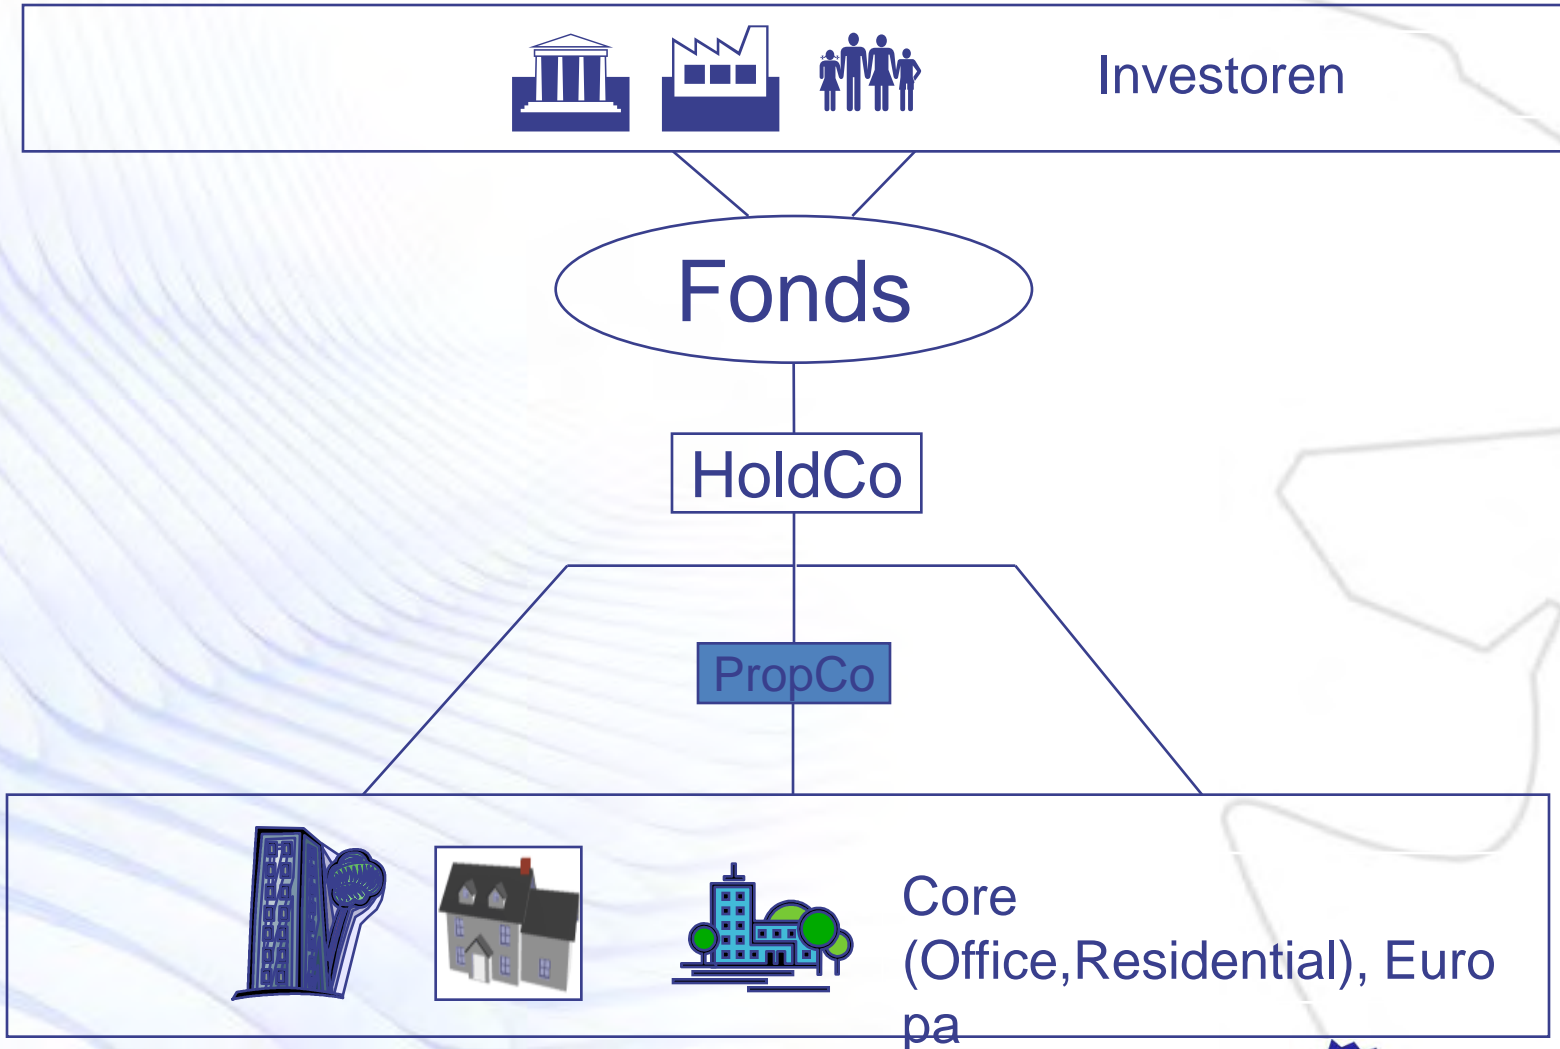 Investoren
Fonds
HoldCo
PropCo
Core
(Office,Residential), Euro
pa